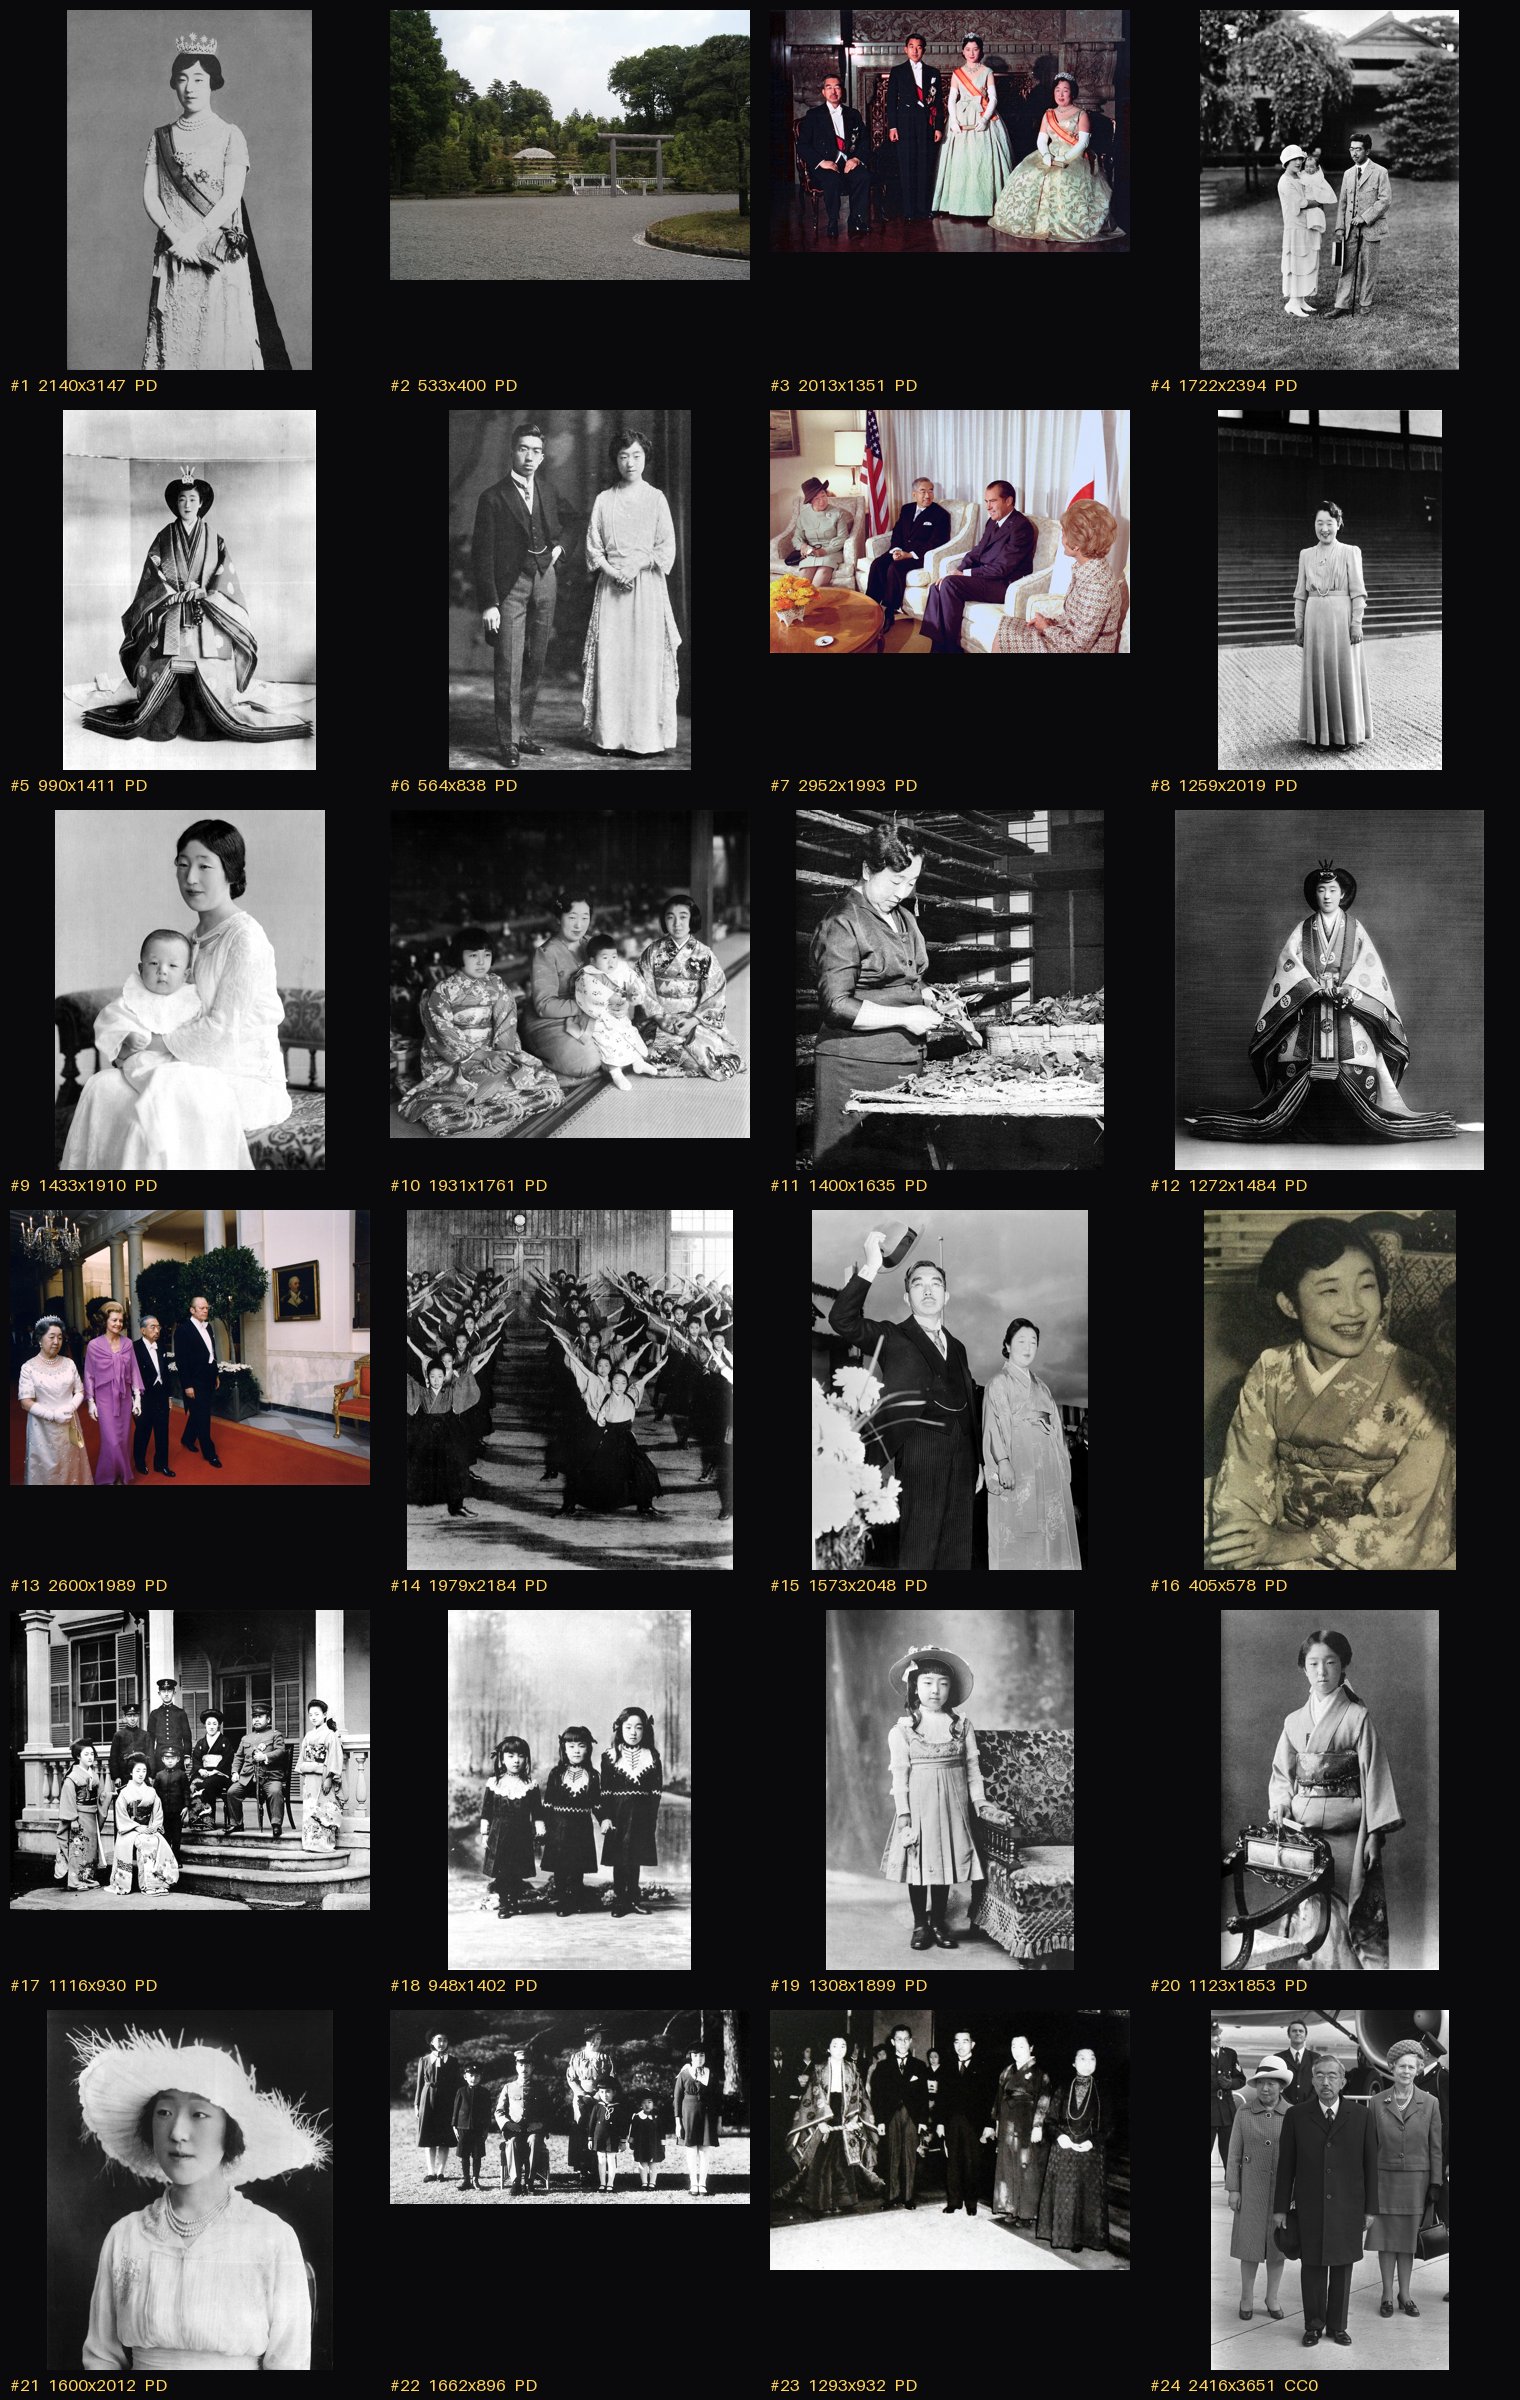 #1 2140x3147 PD
#2 533x400 PD
#3 2013x1351 PD
#4 1722x2394 PD
#5 990x1411 PD
#6 564x838 PD
#7 2952x1993 PD
#8 1259x2019 PD
#9 1433x1910 PD
#10 1931x1761 PD
#11 1400x1635 PD
#12 1272x1484 PD
#13 2600x1989 PD
#14 1979x2184 PD
#15 1573x2048 PD
#16 405x578 PD
#17 1116x930 PD
#18 948x1402 PD
#19 1308x1899 PD
#20 1123x1853 PD
#21 1600x2012 PD
#22 1662x896 PD
#23 1293x932 PD
#24 2416x3651 CC0